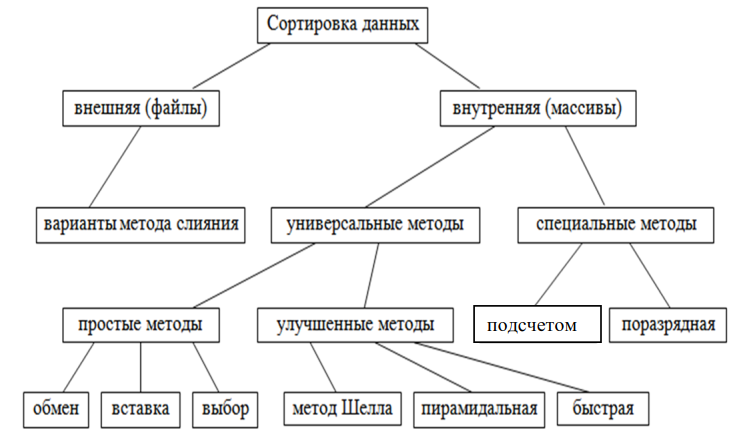 Сортировка данных
внешняя (файлы)
внутренняя (массивы)
варианты метода слияния
универсальные методы
специальные методы
простые методы
улучшенные методы
подсчетом
поразрядная
обмен
вставка
выбор
метод Шелла
пирамидальная
быстрая